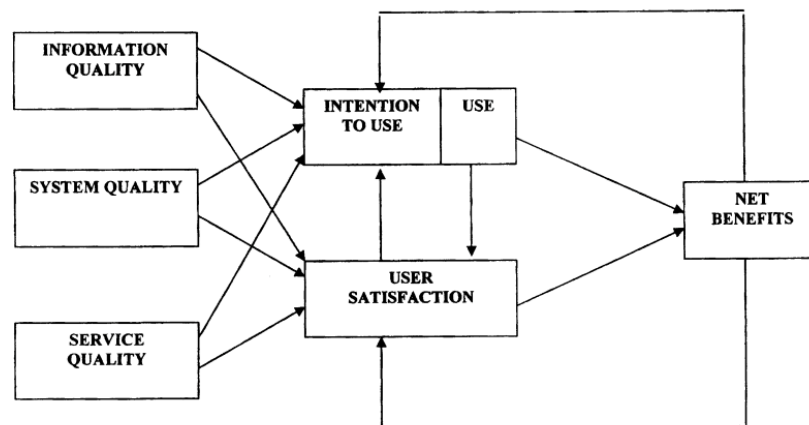 INFORMATION
QUALITY
INTENTION
TO USE
USE
SYSTEM QUALITY
NET
BENEFITS
USER
SATISFACTION
SERVICE
QUALITY